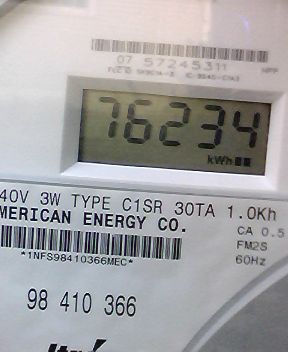 07 57245311
76234
kWh
40V 3W TYPE C1SR 30TA 1.0Kh
MERICAN ENERGY CO.
CA 0.5
FM2S
60Hz
*1NFS98410366MEC*
98 410 366